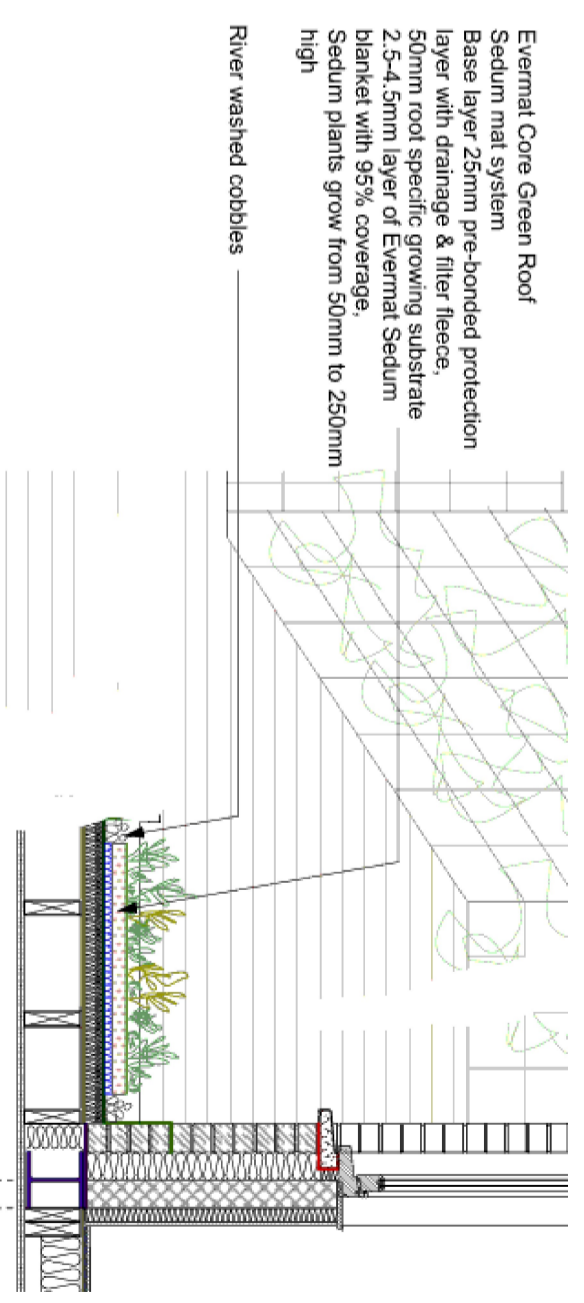 Evermat Core Green Roof
Sedum mat system
Base layer 25mm pre-bonded protection
layer with drainage & filter fleece,
50mm root specific growing substrate
2.5-4.5mm layer of Evermat Sedum
blanket with 95% coverage,
Sedum plants grow from 50mm to 250mm
high
River washed cobbles